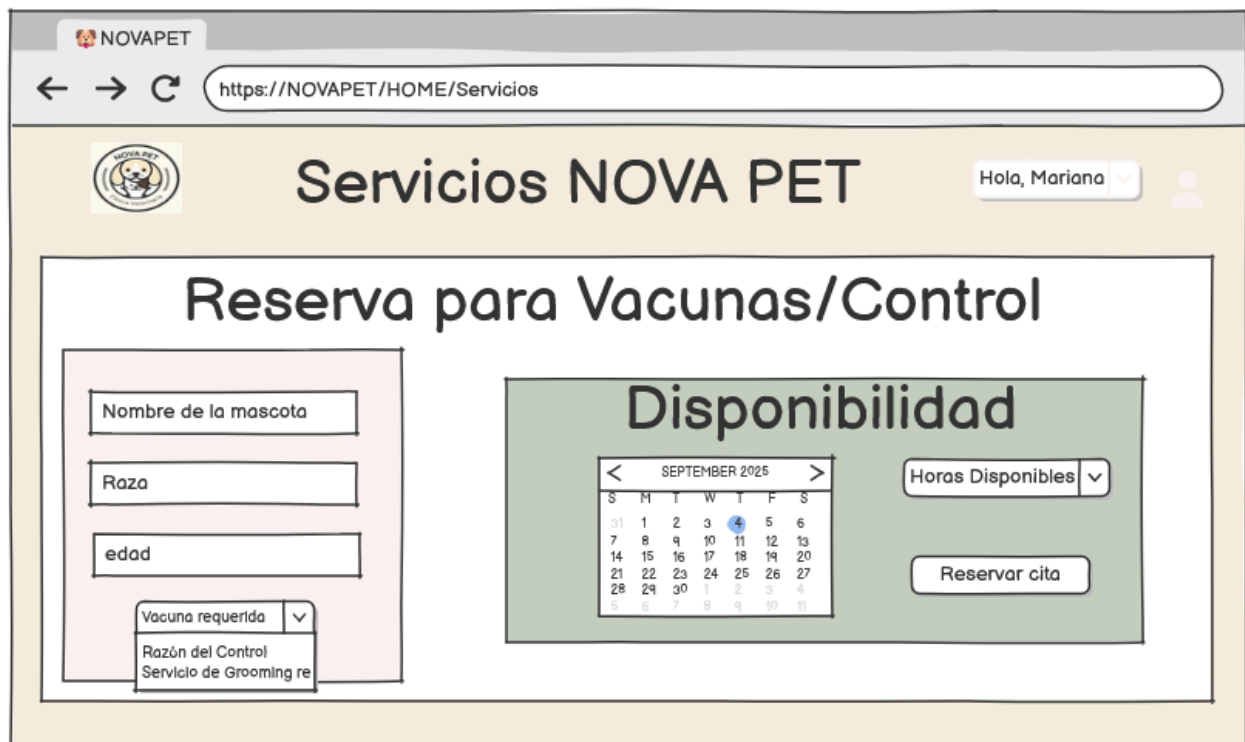 NOVAPET
https://NOVAPET/HOME/Servicios
NOVA PET
Clínica Veterinaria
Servicios NOVA PET
Hola, Mariana
Reserva para Vacunas/Control
Nombre de la mascota
Raza
edad
Vacuna requerida
Razón del Control
Servicio de Grooming re
Disponibilidad
< SEPTEMBER 2025 >
S M T W T F S
31 1 2 3 4 5 6
7 8 9 10 11 12 13
14 15 16 17 18 19 20
21 22 23 24 25 26 27
28 29 30 1 2 3 4
5 6 7 8 9 10 11
Horas Disponibles
Reservar cita